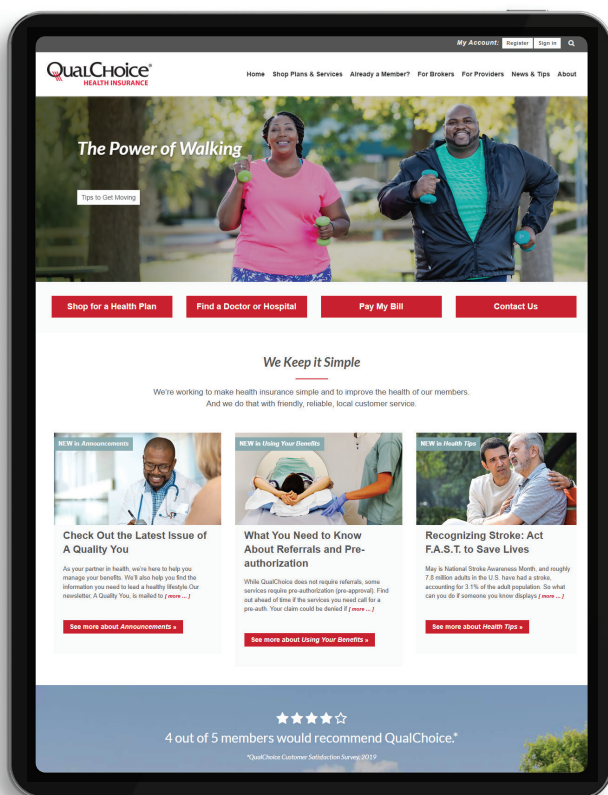 My Account: Register Sign In
QualChoice®
HEALTH INSURANCE
Home Shop Plans & Services Already a Member? For Brokers For Providers News & Tips About
The Power of Walking
Tips to Get Moving
Shop for a Health Plan Find a Doctor or Hospital Pay My Bill Contact Us
We Keep it Simple
We're working to make health insurance simple and to improve the health of our members.
And we do that with friendly, reliable, local customer service.
NEW in Announcements
Check Out the Latest Issue of
A Quality You
As your partner in health, we're here to help you
manage your benefits. We'll also help you find the
information you need to lead a healthy lifestyle.Our
newsletter, A Quality You, is mailed to [ more ... ]
See more about Announcements »
NEW in Using Your Benefits
What You Need to Know
About Referrals and Pre-
authorization
While QualChoice does not require referrals, some
services require pre-authorization (pre-approval). Find
out ahead of time if the services you need call for a
pre-auth. Your claim could be denied if [ more ... ]
See more about Using Your Benefits »
NEW in Health Tips
Recognizing Stroke: Act
F.A.S.T. to Save Lives
May is National Stroke Awareness Month, and roughly
7.8 million adults in the U.S. have had a stroke,
accounting for 3.1% of the adult population. So what
can you do if someone you know displays [ more ... ]
See more about Health Tips »
4 out of 5 members would recommend QualChoice.*
*QualChoice Customer Satisfaction Survey, 2019